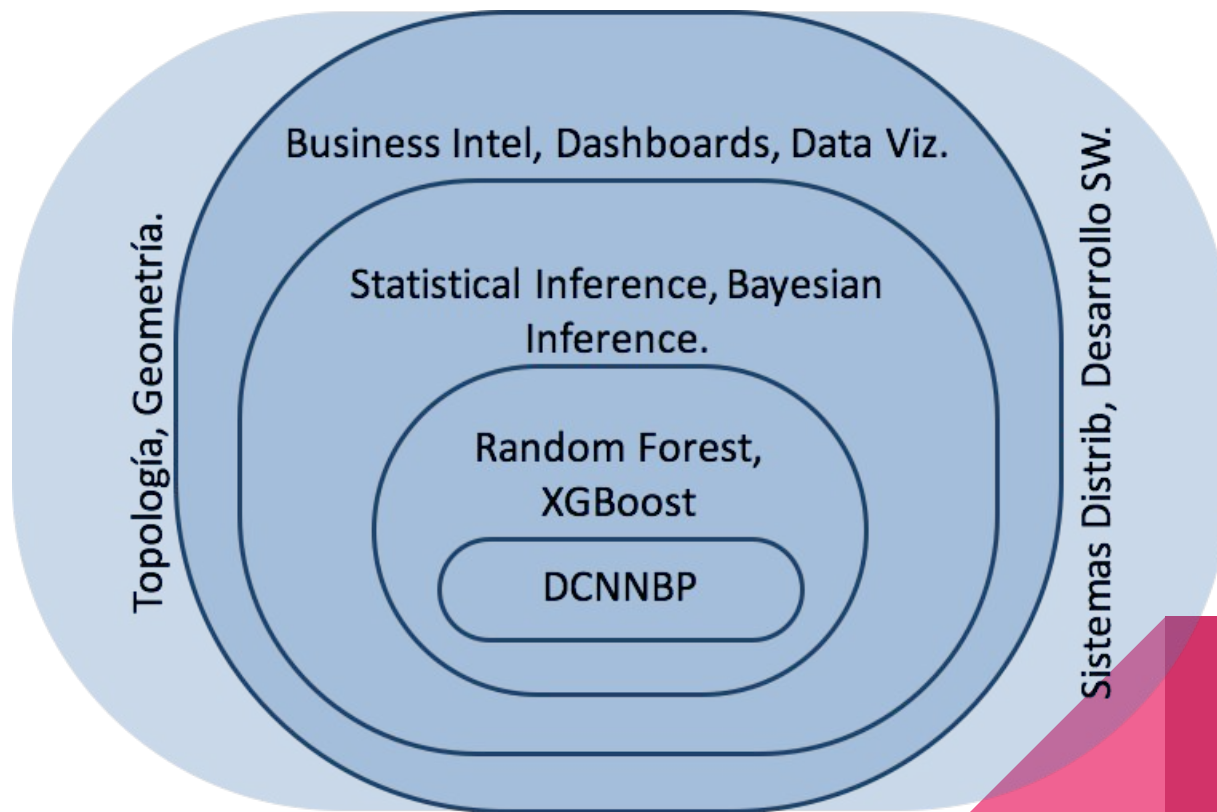 Business Intel, Dashboards, Data Viz.
Statistical Inference, Bayesian
Inference.
Random Forest,
XGBoost
DCNNBP
Topología, Geometría.
Sistemas Distrib, Desarrollo SW.